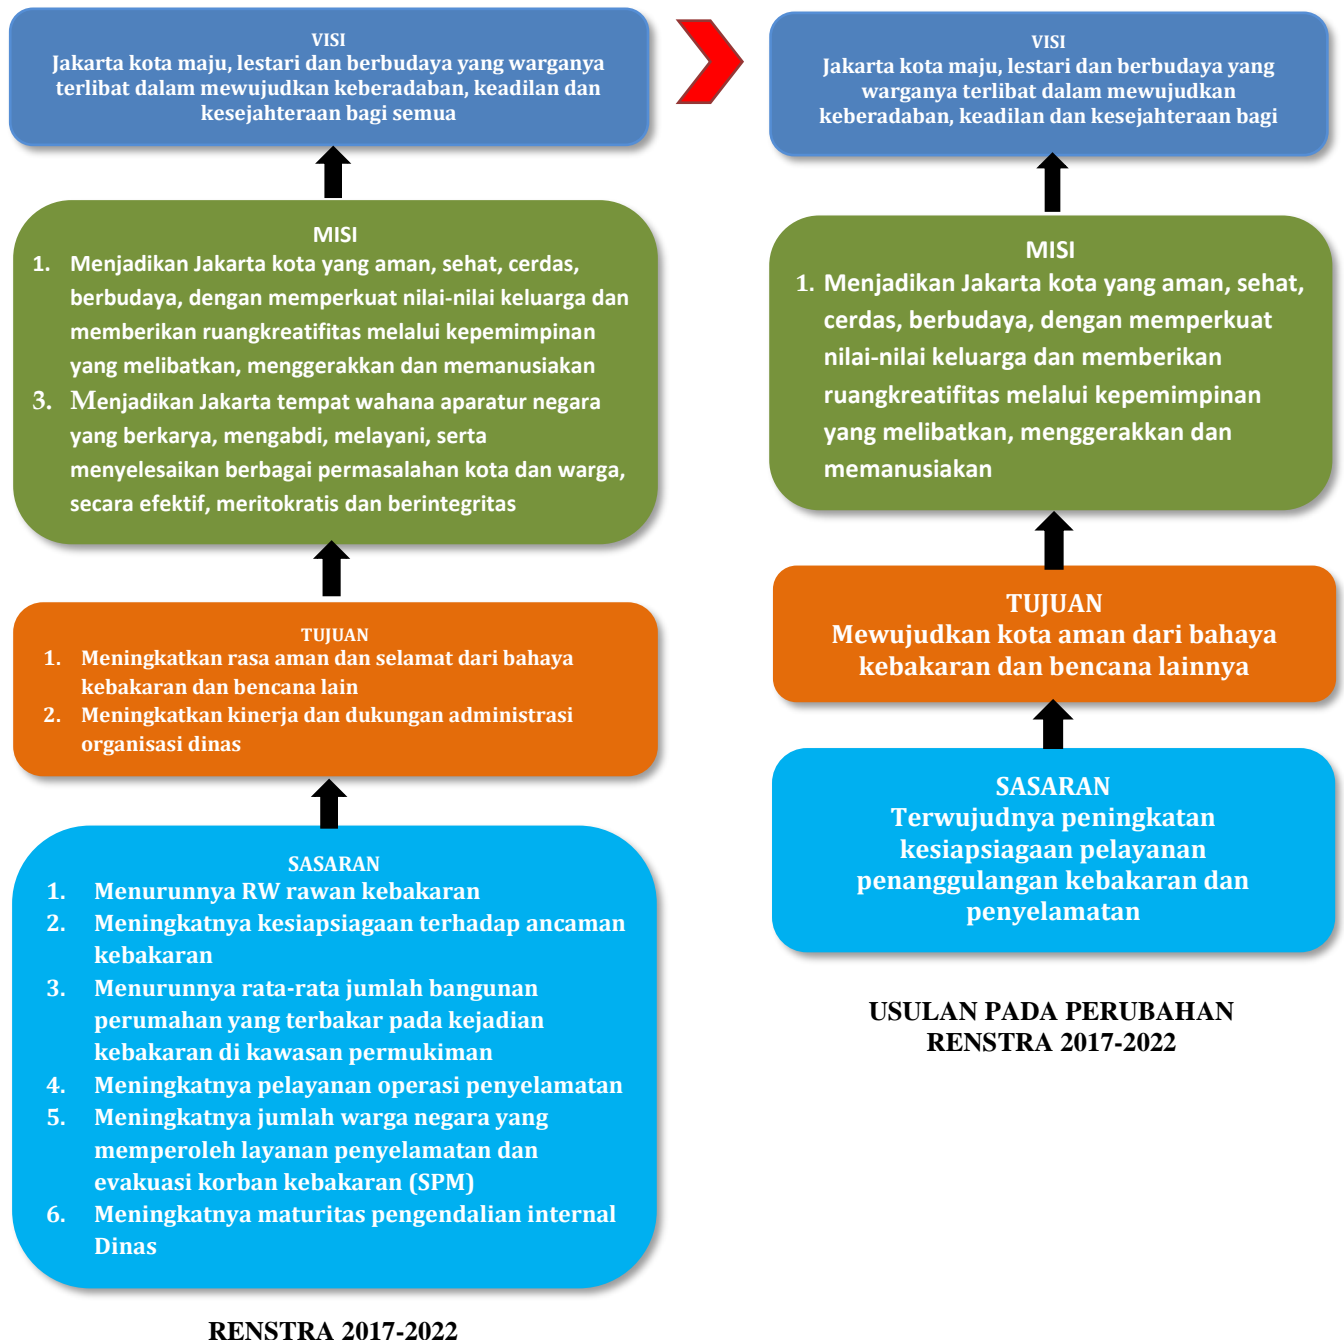 VISI
Jakarta kota maju, lestari dan berbudaya yang warganya
terlibat dalam mewujudkan keberadaban, keadilan dan
kesejahteraan bagi semua
MISI
1. Menjadikan Jakarta kota yang aman, sehat, cerdas,
berbudaya, dengan memperkuat nilai-nilai keluarga dan
memberikan ruangkreatifitas melalui kepemimpinan
yang melibatkan, menggerakkan dan memanusiakan
3. Menjadikan Jakarta tempat wahana aparatur negara
yang berkarya, mengabdi, melayani, serta
menyelesaikan berbagai permasalahan kota dan warga,
secara efektif, meritokratis dan berintegritas
TUJUAN
1. Meningkatkan rasa aman dan selamat dari bahaya
kebakaran dan bencana lain
2. Meningkatkan kinerja dan dukungan administrasi
organisasi dinas
SASARAN
1. Menurunnya RW rawan kebakaran
2. Meningkatnya kesiapsiagaan terhadap ancaman
kebakaran
3. Menurunnya rata-rata jumlah bangunan
perumahan yang terbakar pada kejadian
kebakaran di kawasan permukiman
4. Meningkatnya pelayanan operasi penyelamatan
5. Meningkatnya jumlah warga negara yang
memperoleh layanan penyelamatan dan
evakuasi korban kebakaran (SPM)
6. Meningkatnya maturitas pengendalian internal
Dinas
RENSTRA 2017-2022
VISI
Jakarta kota maju, lestari dan berbudaya yang
warganya terlibat dalam mewujudkan
keberadaban, keadilan dan kesejahteraan bagi
MISI
1. Menjadikan Jakarta kota yang aman, sehat,
cerdas, berbudaya, dengan memperkuat
nilai-nilai keluarga dan memberikan
ruangkreatifitas melalui kepemimpinan
yang melibatkan, menggerakkan dan
memanusiakan
TUJUAN
Mewujudkan kota aman dari bahaya
kebakaran dan bencana lainnya
SASARAN
Terwujudnya peningkatan
kesiapsiagaan pelayanan
penanggulangan kebakaran dan
penyelamatan
USULAN PADA PERUBAHAN
RENSTRA 2017-2022